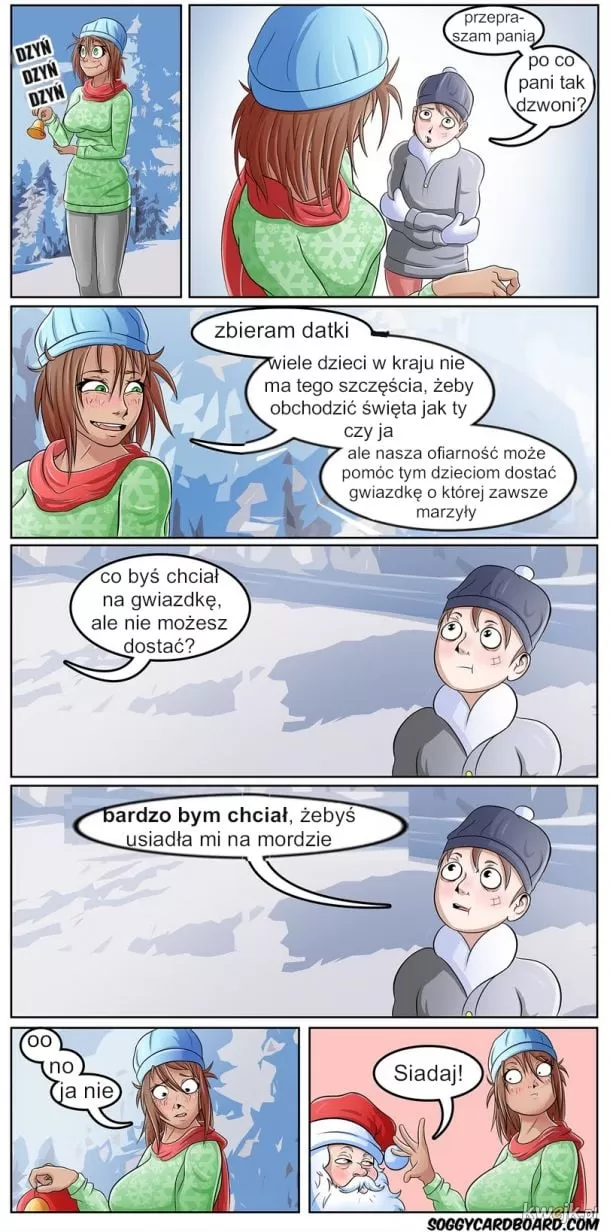 DZYŃ
DZYŃ
DZYŃ
przepra-
szam panią
po co
pani tak
dzwoni?
zbieram datki
wiele dzieci w kraju nie
ma tego szczęścia, żeby
obchodzić święta jak ty
czy ja
ale nasza ofiarność może
pomóc tym dzieciom dostać
gwiazdkę o której zawsze
marzyły
co byś chciał
na gwiazdkę,
ale nie możesz
dostać?
bardzo bym chciał, żebyś
usiadła mi na mordzie
oo
no
ja nie
Siadaj!
kwejk.pl
SOGGYCARDBOARD.COM